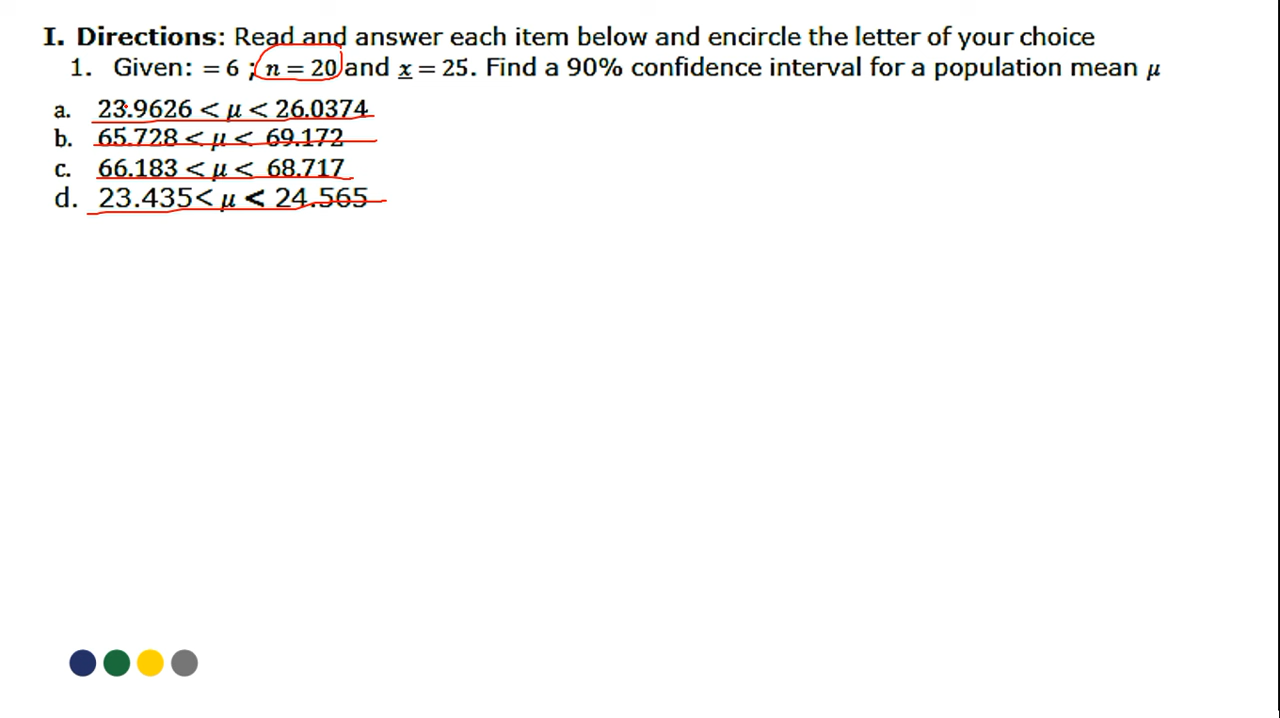 I. Directions: Read and answer each item below and encircle the letter of your choice
1. Given: = 6 ; n = 20 and x = 25. Find a 90% confidence interval for a population mean μ
a. 23.9626 < μ < 26.0374
b. 65.728 < μ < 69.172
c. 66.183 < μ < 68.717
d. 23.435< μ < 24.565